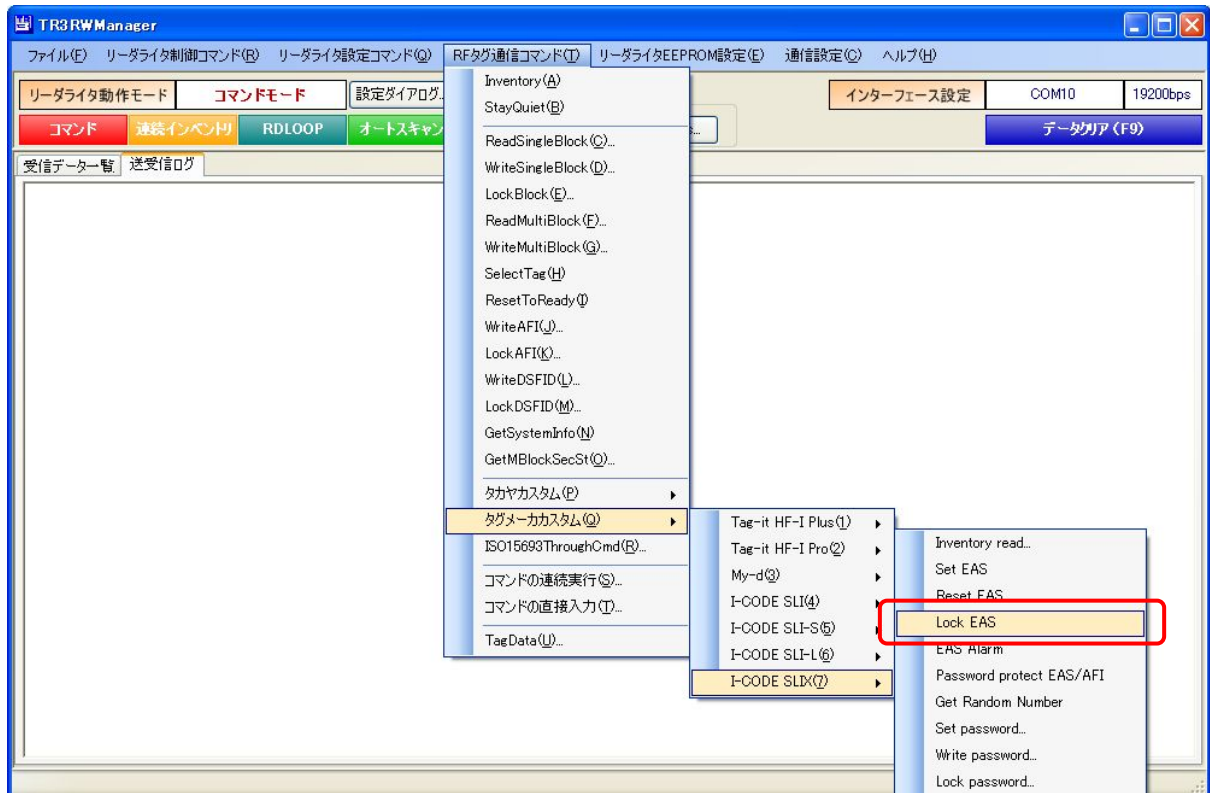 TR3RWManager
ファイル(F) リーダライタ制御コマンド(R) リーダライタ設定コマンド(Q) RFタグ通信コマンド(T) リーダライタEEPROM設定(E) 通信設定(C) ヘルプ(H)
リーダライタ動作モード コマンドモード 設定ダイアログ... インターフェース設定 COM10 19200bps
コマンド 連続インベントリ RDLOOP オートスキャン データクリア(F9)
受信データ一覧 送受信ログ
Inventory(A)
StayQuiet(B)
ReadSingleBlock(C)...
WriteSingleBlock(D)...
LockBlock(E)...
ReadMultiBlock(F)...
WriteMultiBlock(G)...
SelectTag(H)
ResetToReady(I)
WriteAFI(J)...
LockAFI(K)...
WriteDSFID(L)...
LockDSFID(M)...
GetSystemInfo(N)
GetMBlockSecSt(O)...
タカヤカスタム(P)
タグメーカカスタム(Q)
ISO15693ThroughCmd(R)...
コマンドの連続実行(S)...
コマンドの直接入力(T)...
TagData(U)...
Tag-it HF-I Plus(1)
Tag-it HF-I Pro(2)
My-d(3)
I-CODE SLI(4)
I-CODE SLI-S(5)
I-CODE SLI-L(6)
I-CODE SLIX(7)
Inventory read...
Set EAS
Reset EAS
Lock EAS
EAS Alarm
Password protect EAS/AFI
Get Random Number
Set password...
Write password...
Lock password...